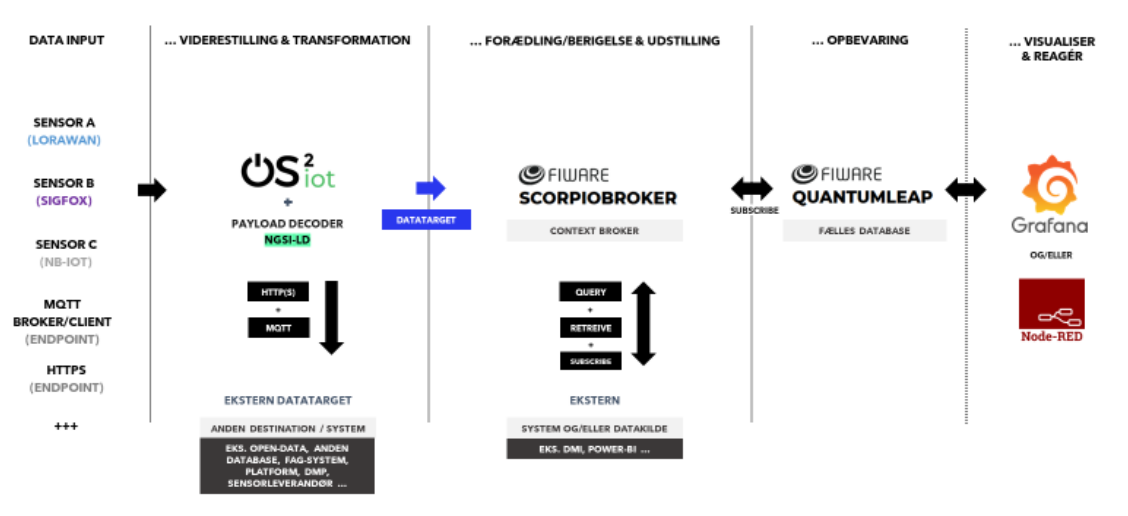 DATA INPUT
... VIDERESTILLING & TRANSFORMATION
... FORÆDLING/BERIGELSE & UDSTILLING
... OPBEVARING
... VISUALISER
& REAGÉR
SENSOR A
(LORAWAN)
SENSOR B
(SIGFOX)
SENSOR C
(NB-IOT)
MQTT
BROKER/CLIENT
(ENDPOINT)
HTTPS
(ENDPOINT)
+++
OS2iot
+
PAYLOAD DECODER
NGSI-LD
HTTP(S)
+
MQTT
EKSTERN DATATARGET
ANDEN DESTINATION / SYSTEM
EKS. OPEN-DATA, ANDEN
DATABASE, FAG-SYSTEM,
PLATFORM, DMP,
SENSORLEVERANDØR ...
DATATARGET
FIWARE
SCORPIOBROKER
CONTEXT BROKER
QUERY
+
RETREIVE
+
SUBSCRIBE
EKSTERN
SYSTEM OG/ELLER DATAKILDE
EKS. DMI, POWER-BI ...
SUBSCRIBE
FIWARE
QUANTUMLEAP
FÆLLES DATABASE
Grafana
OG/ELLER
Node-RED